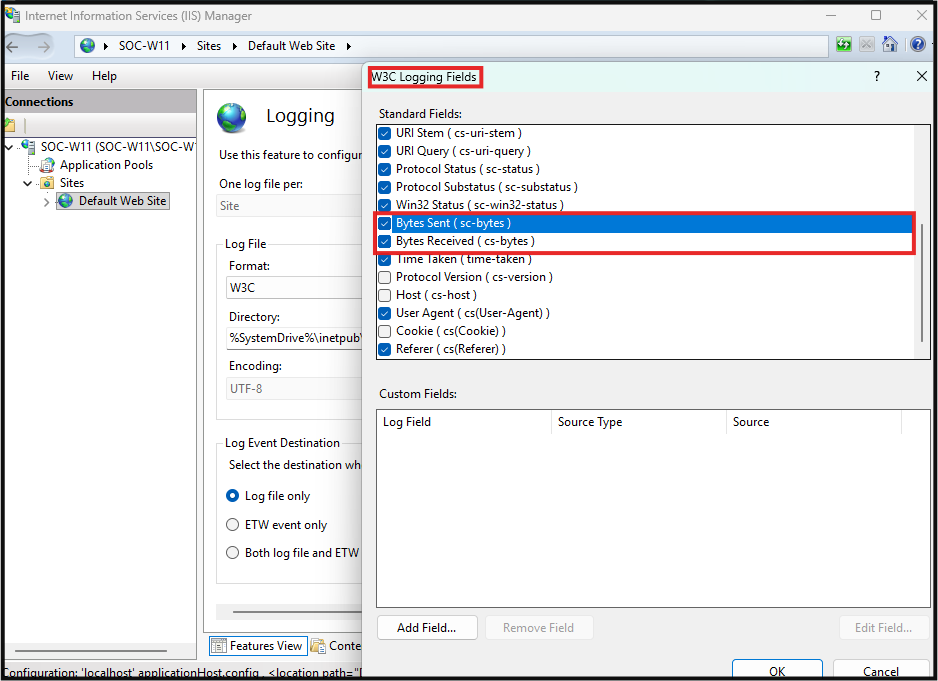 Internet Information Services (IIS) Manager
SOC-W11 Sites Default Web Site
File View Help
Connections
SOC-W11 (SOC-W11\SOC-W
Application Pools
Sites
Default Web Site
Logging
Use this feature to configur
One log file per:
Site
Log File
Format:
W3C
Directory:
%SystemDrive%\inetpub\
Encoding:
UTF-8
Log Event Destination
Select the destination wh
Log file only
ETW event only
Both log file and ETW
Features View Conte
Configuration: 'localhost' applicationHost.config , <location path="
W3C Logging Fields
?
Standard Fields:
URI Stem ( cs-uri-stem )
URI Query ( cs-uri-query )
Protocol Status ( sc-status )
Protocol Substatus ( sc-substatus )
Win32 Status ( sc-win32-status )
Bytes Sent ( sc-bytes )
Bytes Received ( cs-bytes )
Time Taken ( time-taken )
Protocol Version ( cs-version )
Host ( cs-host )
User Agent ( cs(User-Agent) )
Cookie ( cs(Cookie) )
Referer ( cs(Referer) )
Custom Fields:
Log Field Source Type Source
Add Field... Remove Field Edit Field...
OK Cancel